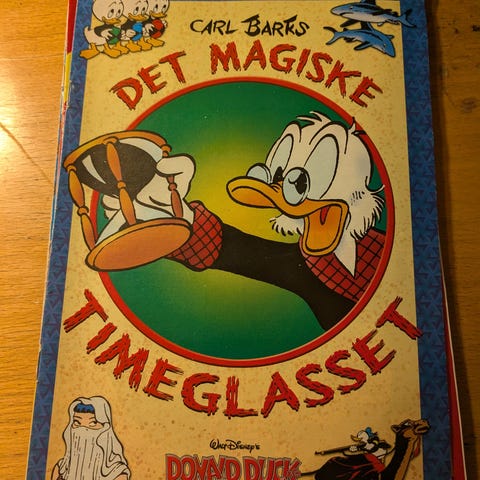 CARL BARKS
DET MAGISKE
TIMEGLASSET
WALT DISNEY'S
DONALD DUCK